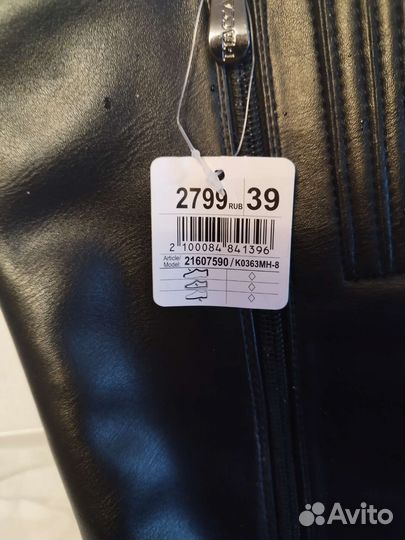 2799 RUB 39
2 100084 841396
Article/
Model: 21607590 / K0363MH-8
Avito